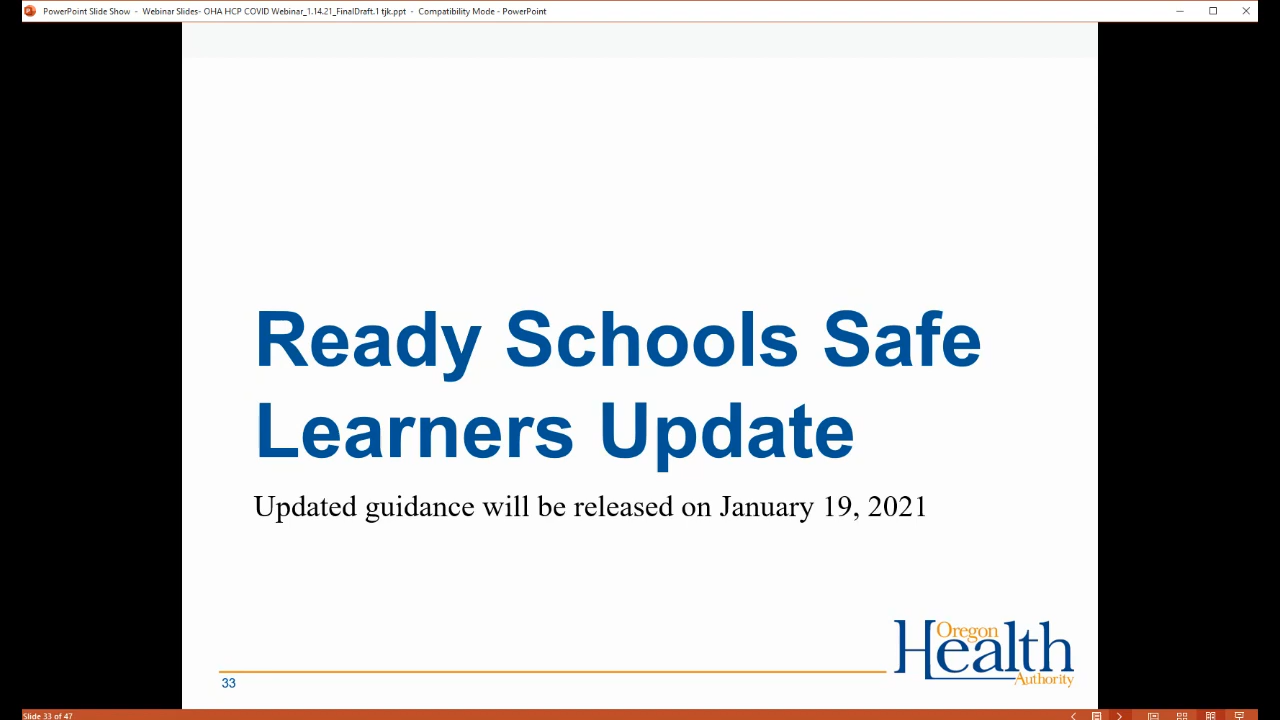 PowerPoint Slide Show - Webinar Slides- OHA HCP COVID Webinar_1.14.21_FinalDraft.1 tjk.ppt - Compatibility Mode - PowerPoint
Ready Schools Safe
Learners Update
Updated guidance will be released on January 19, 2021
Oregon
Health
Authority
33
Slide 33 of 47